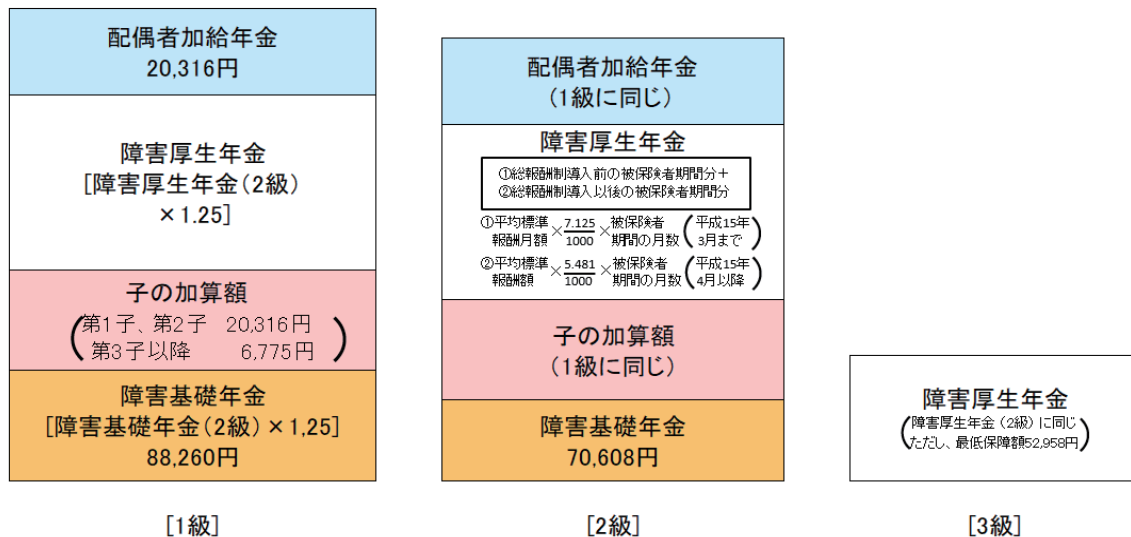 配偶者加給年金
20,316円
障害厚生年金
[障害厚生年金(2級)
×1.25]
子の加算額
(第1子、第2子 20,316円
第3子以降 6,775円)
障害基礎年金
[障害基礎年金(2級)×1,25]
88,260円
[1級]
配偶者加給年金
(1級に同じ)
障害厚生年金
①総報酬制導入前の被保険者期間分+
②総報酬制導入以後の被保険者期間分
①平均標準報酬月額×7.125/1000×被保険者期間の月数(平成15年3月まで)
②平均標準報酬額×5.481/1000×被保険者期間の月数(平成15年4月以降)
子の加算額
(1級に同じ)
障害基礎年金
70,608円
[2級]
障害厚生年金
(障害厚生年金(2級)に同じ
ただし、最低保障額52,958円)
[3級]